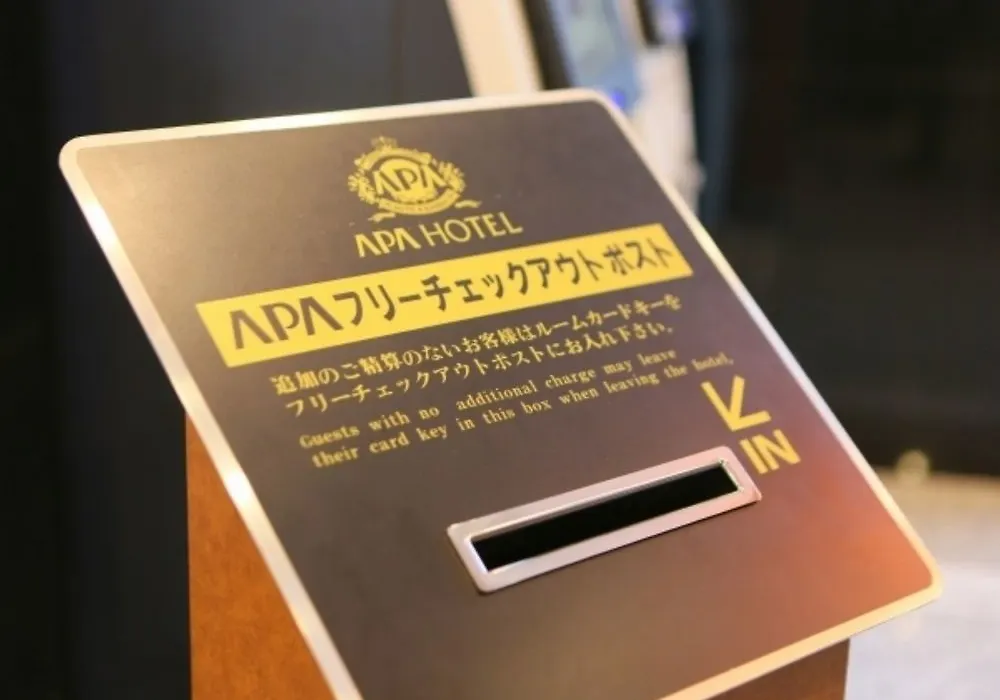 APA
APA HOTEL
APAフリーチェックアウトポスト
追加のご精算のないお客様はルームカードキーを
フリーチェックアウトポストにお入れ下さい。
Guests with no additional charge may leave
their card key in this box when leaving the hotel.
IN